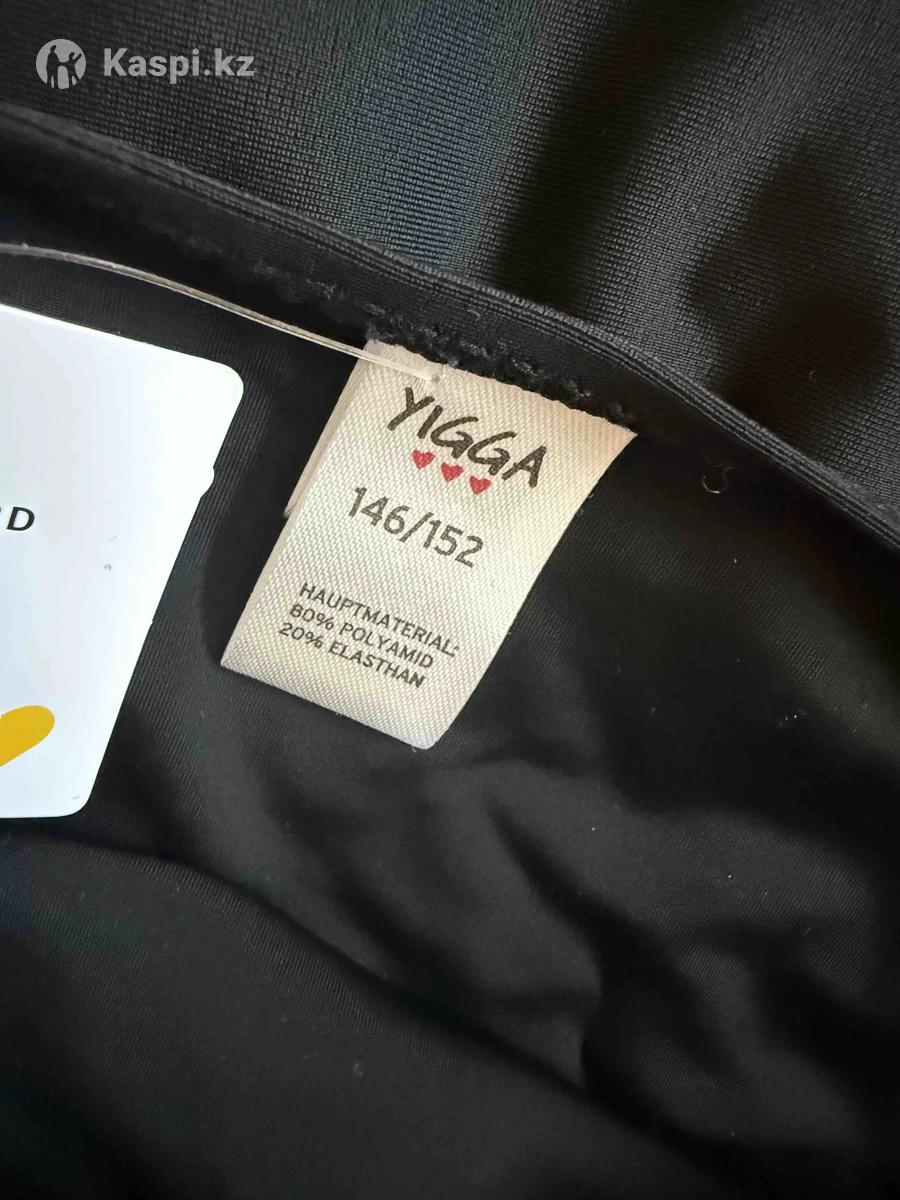 Kaspi.kz
YIGGA
146/152
HAUPTMATERIAL:
80% POLYAMID
20% ELASTHAN